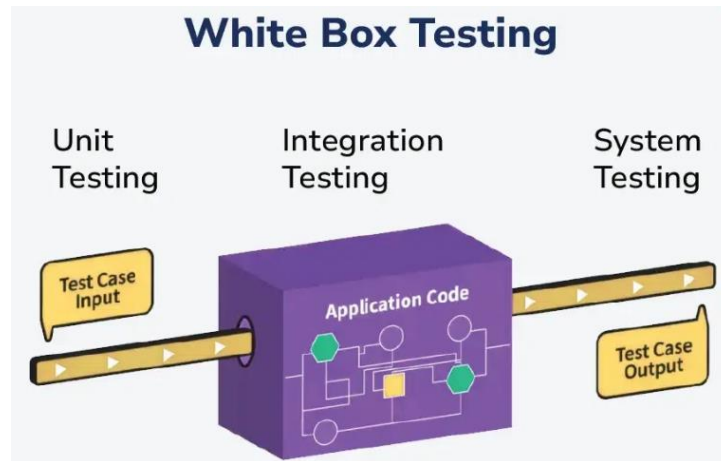 White Box Testing
Unit
Testing
Integration
Testing
System
Testing
Test Case
Input
Application Code
Test Case
Output